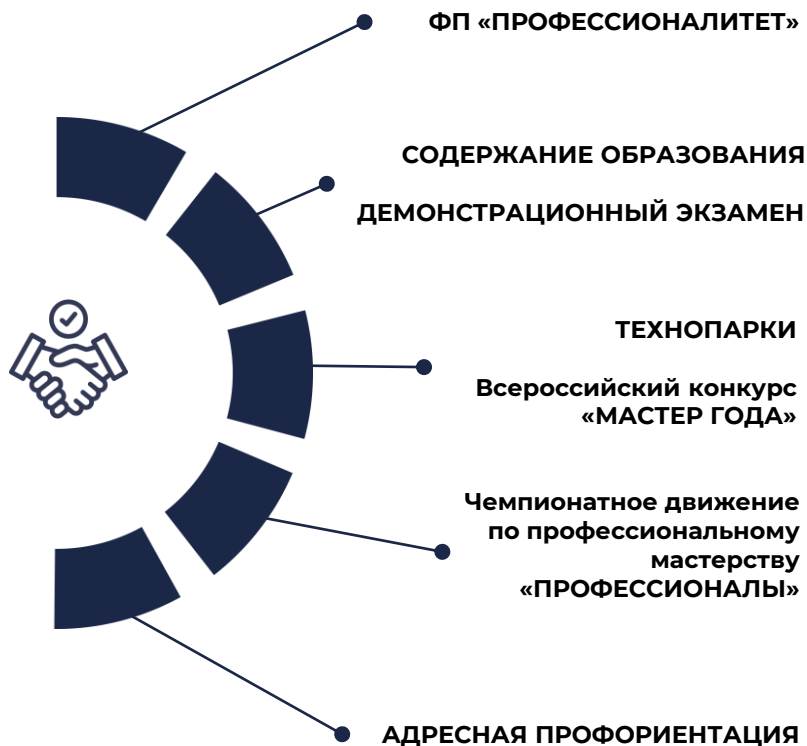 ФП «ПРОФЕССИОНАЛИТЕТ»
СОДЕРЖАНИЕ ОБРАЗОВАНИЯ
ДЕМОНСТРАЦИОННЫЙ ЭКЗАМЕН
ТЕХНОПАРКИ
Всероссийский конкурс
«МАСТЕР ГОДА»
Чемпионатное движение
по профессиональному
мастерству
«ПРОФЕССИОНАЛЫ»
АДРЕСНАЯ ПРОФОРИЕНТАЦИЯ